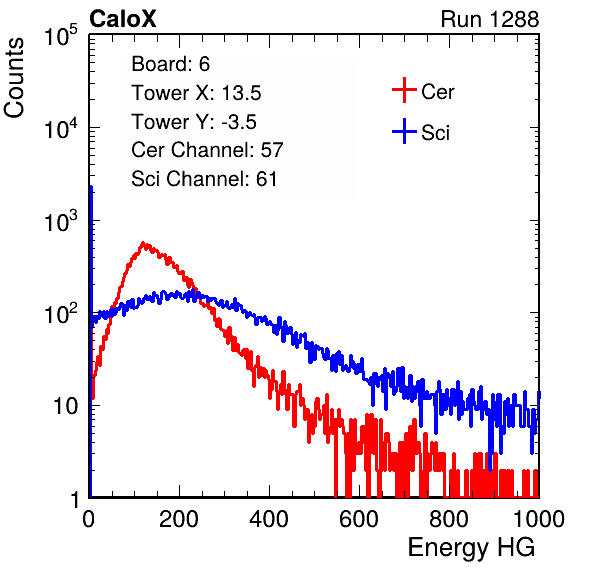 CaloX Run 1288
Counts
Board: 6
Tower X: 13.5
Tower Y: -3.5
Cer Channel: 57
Sci Channel: 61
Cer
Sci
10^5
10^4
10^3
10^2
10
1
0 200 400 600 800 1000
Energy HG